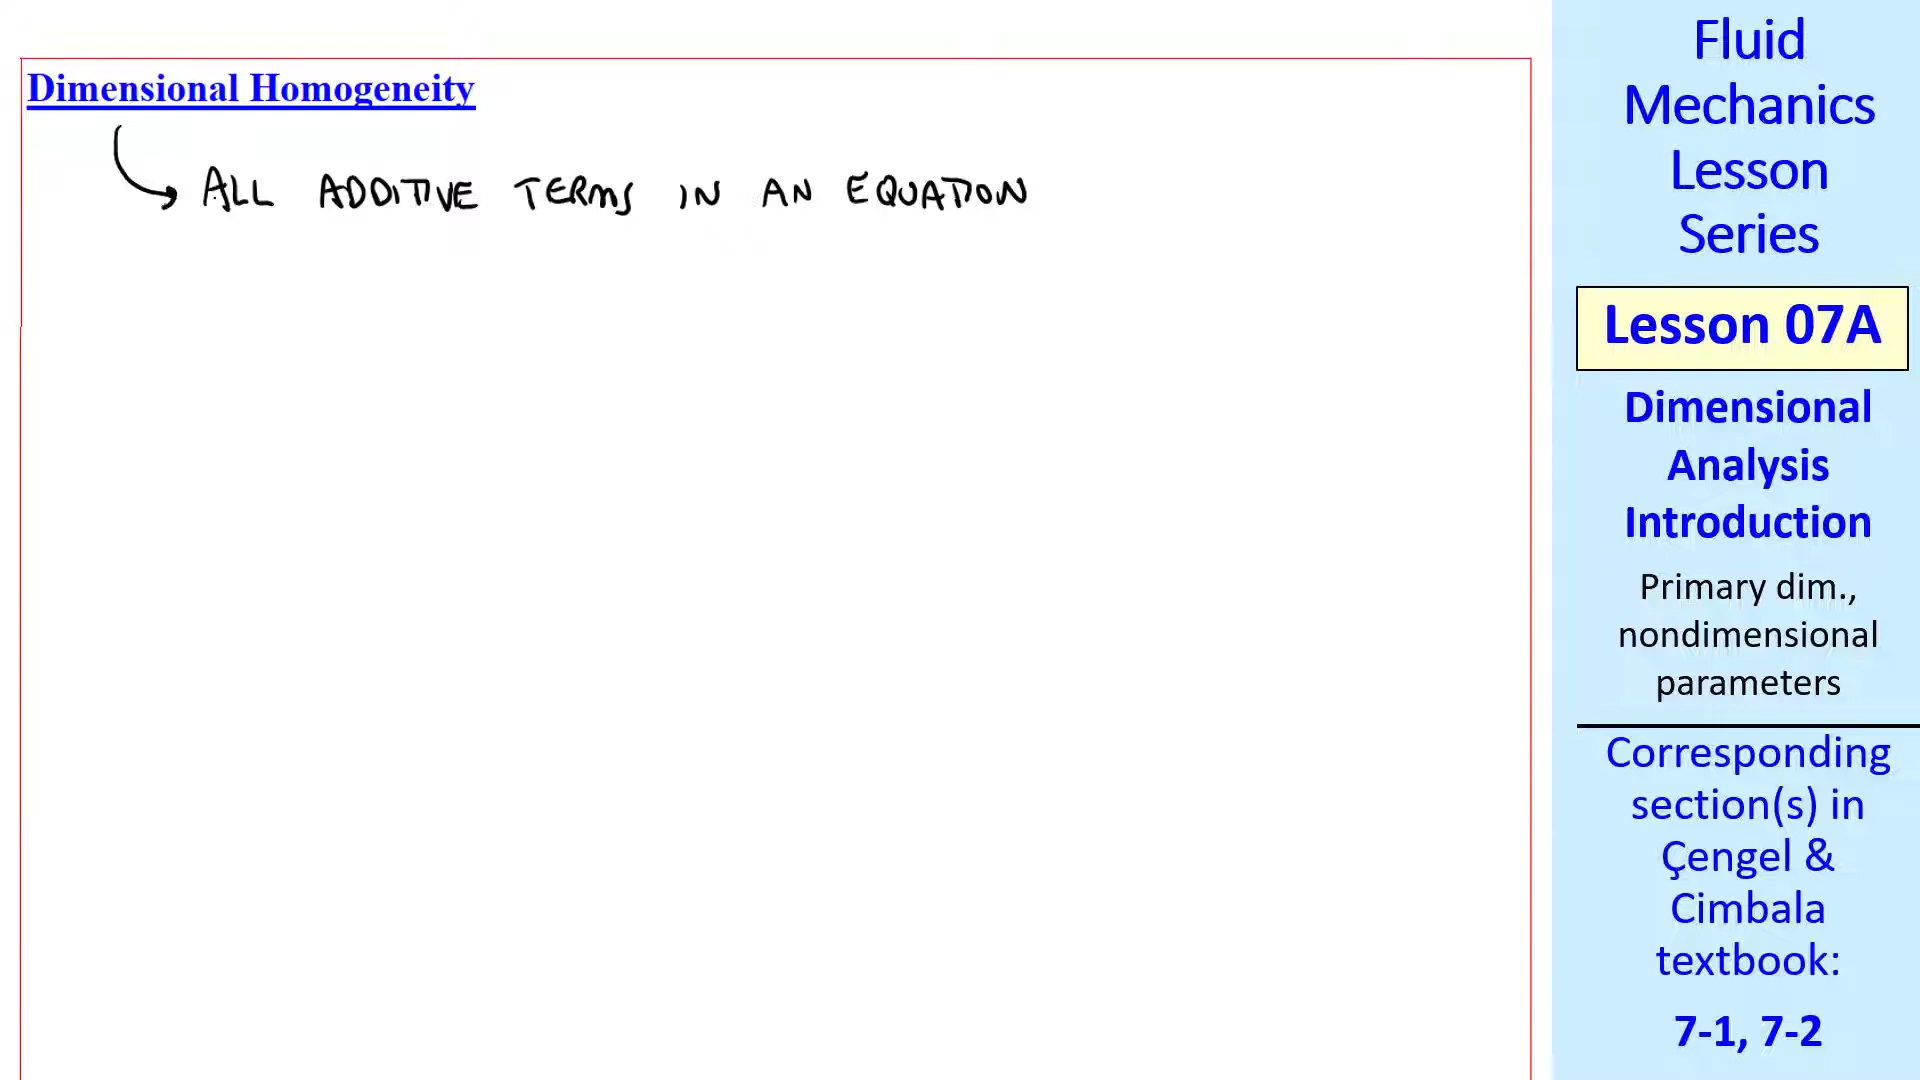 Dimensional Homogeneity
ALL ADDITIVE TERMS IN AN EQUATION
Fluid
Mechanics
Lesson
Series
Lesson 07A
Dimensional
Analysis
Introduction
Primary dim.,
nondimensional
parameters
Corresponding
section(s) in
Çengel &
Cimbala
textbook:
7-1, 7-2